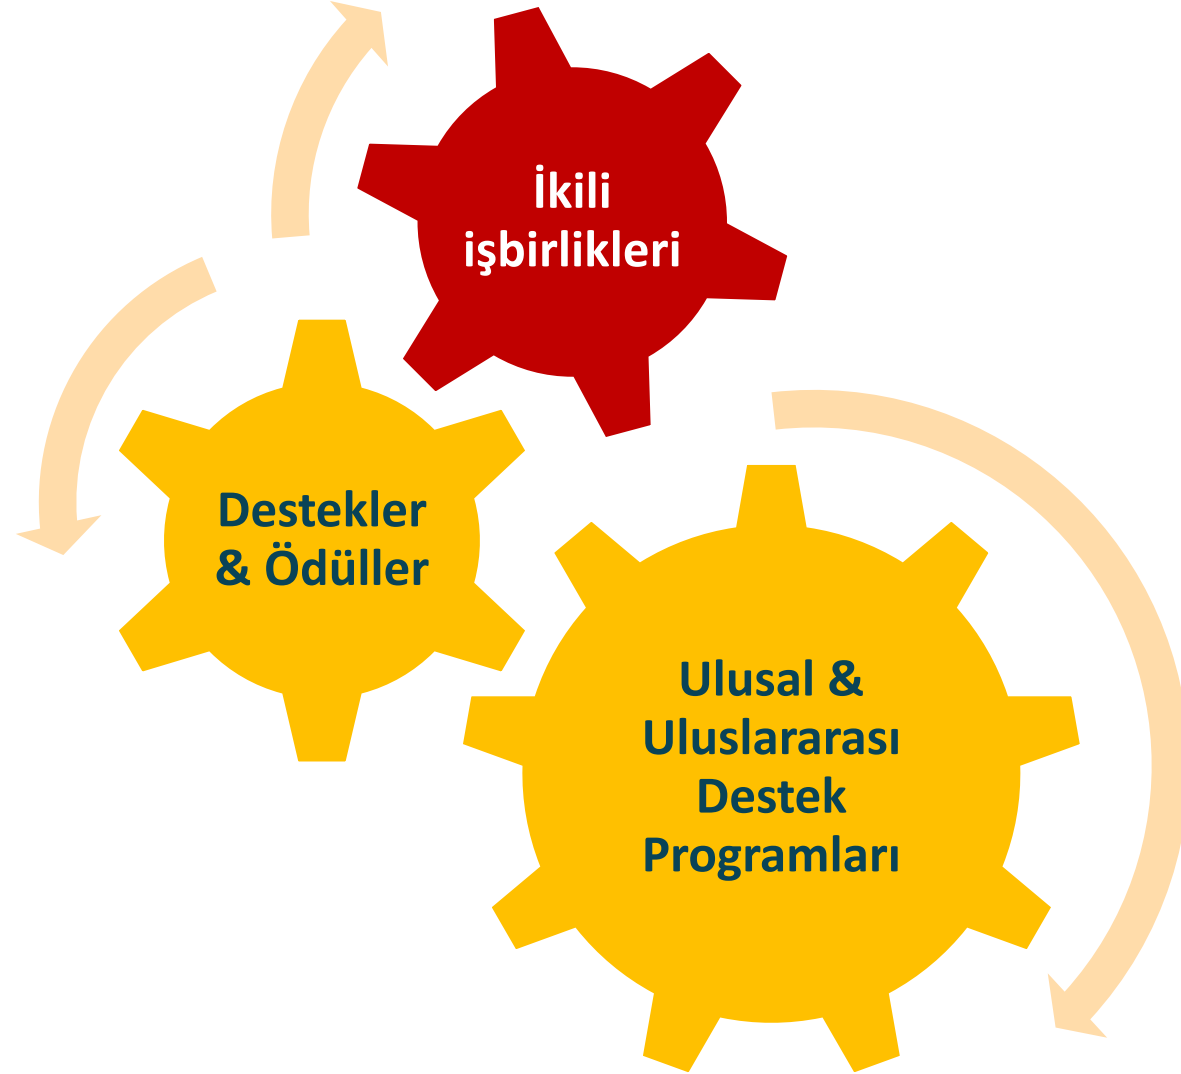 İkili
işbirlikleri
Destekler
& Ödüller
Ulusal &
Uluslararası
Destek
Programları